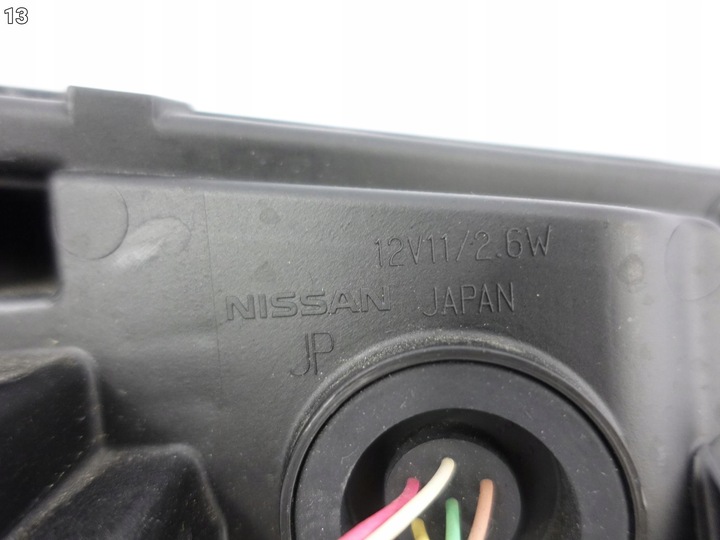 13
12V11/2.6W
NISSAN JAPAN
JP